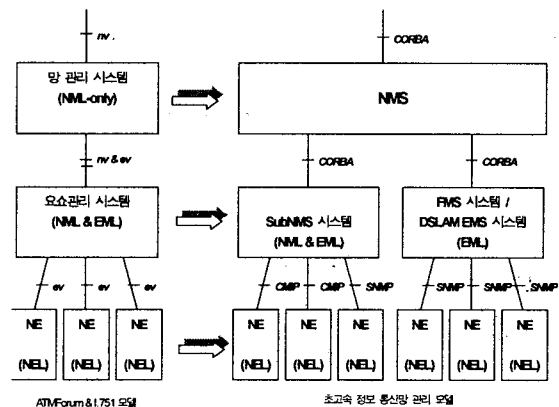 nv
CORBA
망 관리 시스템
(NML-only)
NMS
nv & ev
CORBA
CORBA
요쇼관리 시스템
(NML & EML)
SubNMS 시스템
(NML & EML)
FMS 시스템 /
DSLAM EMS 시스템
(EML)
ev
ev
ev
CMIP
CMIP
SNMP
SNMP
SNMP
SNMP
NE
(NEL)
NE
(NEL)
NE
(NEL)
NE
(NEL)
NE
(NEL)
NE
(NEL)
NE
(NEL)
NE
(NEL)
NE
(NEL)
ATMForum & I.751 모델
초고속 정보 통신망 관리 모델